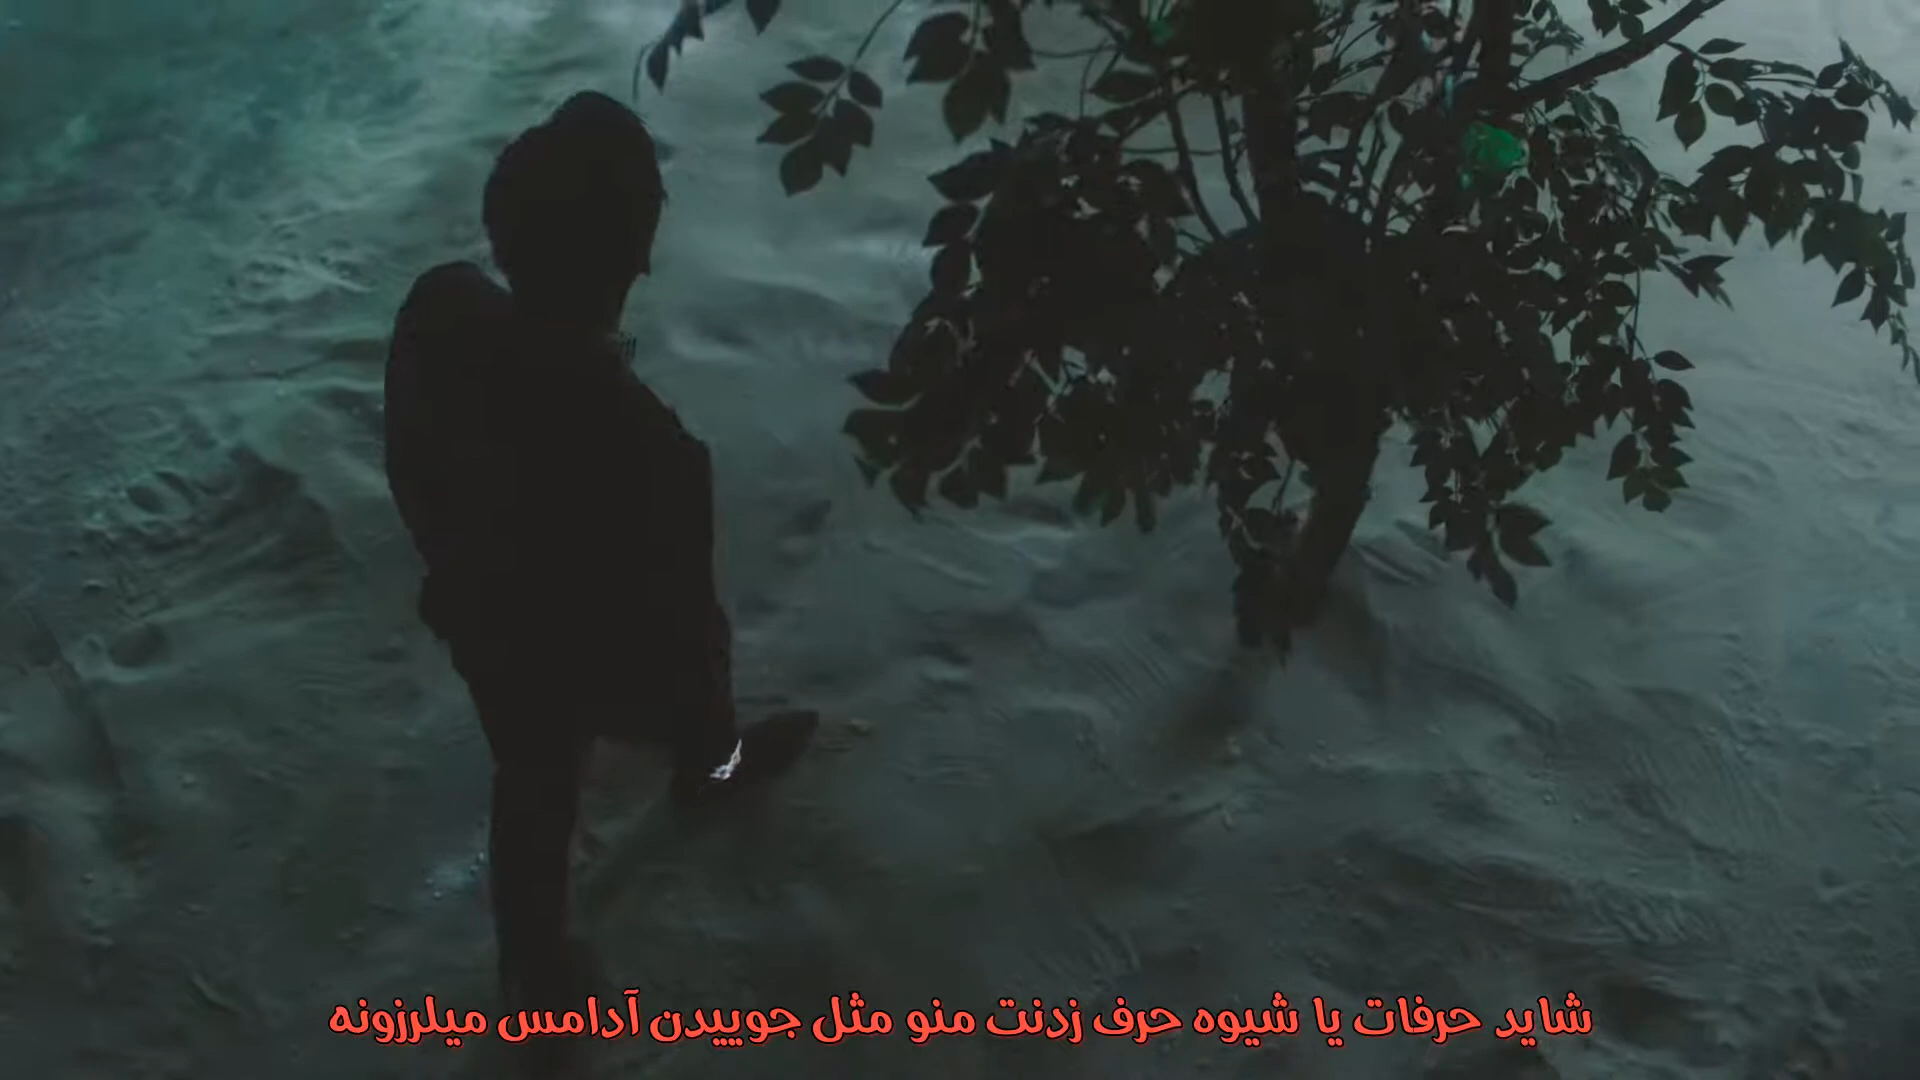 شاید حرفات یا شیوه حرف زدنت منو مثل جوییدن آدامس میلرزونه